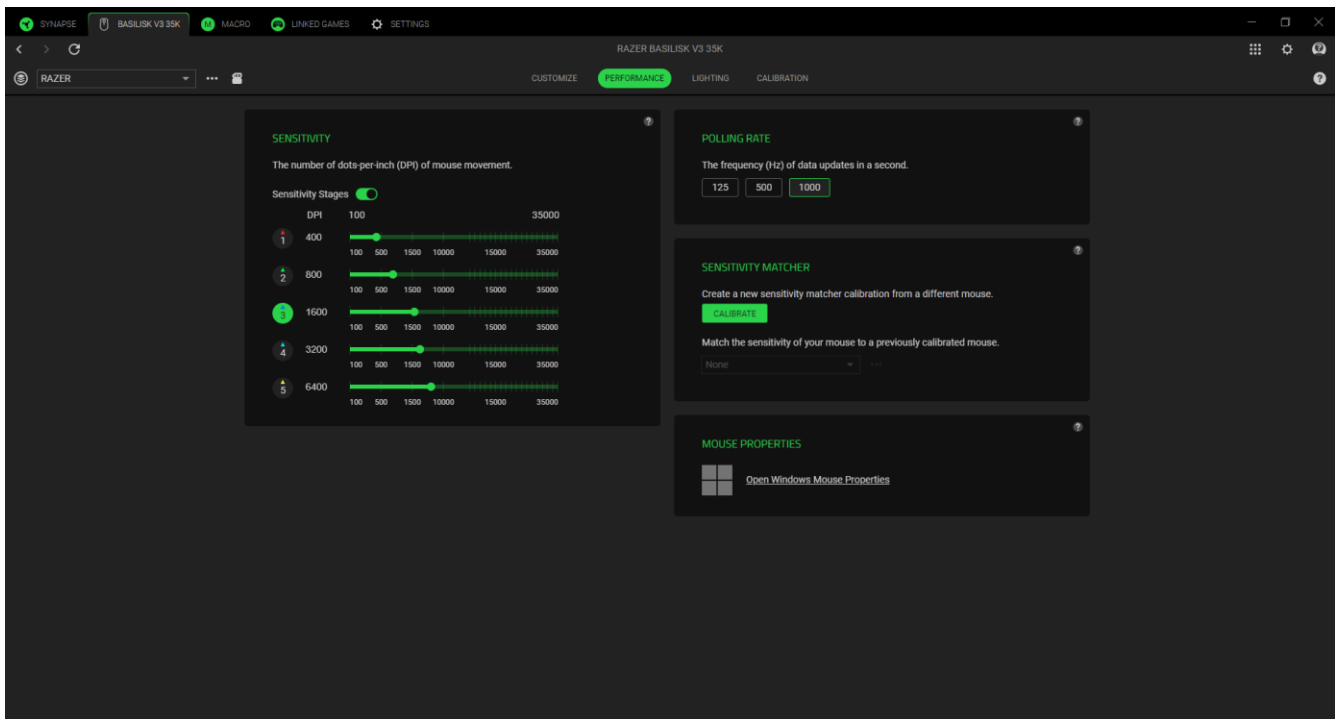 SYNAPSE BASILISK V3 35K MACRO LINKED GAMES SETTINGS
RAZER BASILISK V3 35K
RAZER CUSTOMIZE PERFORMANCE LIGHTING CALIBRATION
SENSITIVITY
The number of dots-per-inch (DPI) of mouse movement.
Sensitivity Stages
DPI 100 35000
1 400
100 500 1500 10000 15000 35000
2 800
100 500 1500 10000 15000 35000
3 1600
100 500 1500 10000 15000 35000
4 3200
100 500 1500 10000 15000 35000
5 6400
100 500 1500 10000 15000 35000
POLLING RATE
The frequency (Hz) of data updates in a second.
125 500 1000
SENSITIVITY MATCHER
Create a new sensitivity matcher calibration from a different mouse.
CALIBRATE
Match the sensitivity of your mouse to a previously calibrated mouse.
None
MOUSE PROPERTIES
Open Windows Mouse Properties